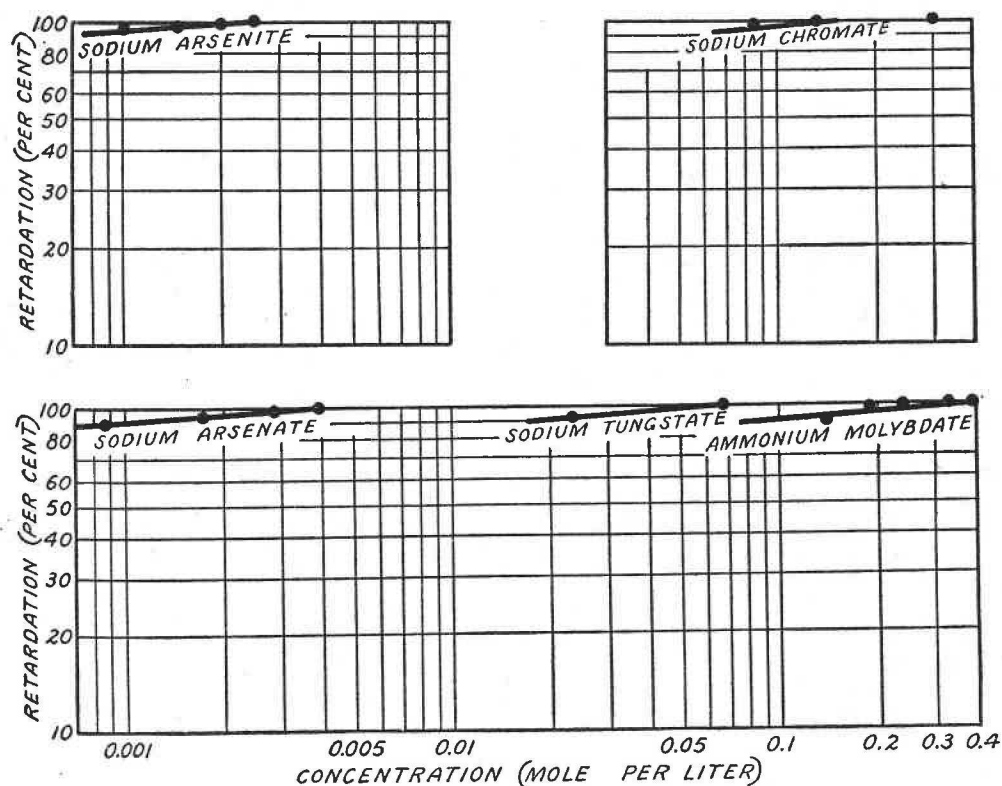 100
80
60
50
40
30
20
10
RETARDATION (PER CENT)
SODIUM ARSENITE
SODIUM CHROMATE
100
80
60
50
40
30
20
10
RETARDATION (PER CENT)
SODIUM ARSENATE
SODIUM TUNGSTATE
AMMONIUM MOLYBDATE
0.001 0.005 0.01 0.05 0.1 0.2 0.3 0.4
CONCENTRATION (MOLE PER LITER)